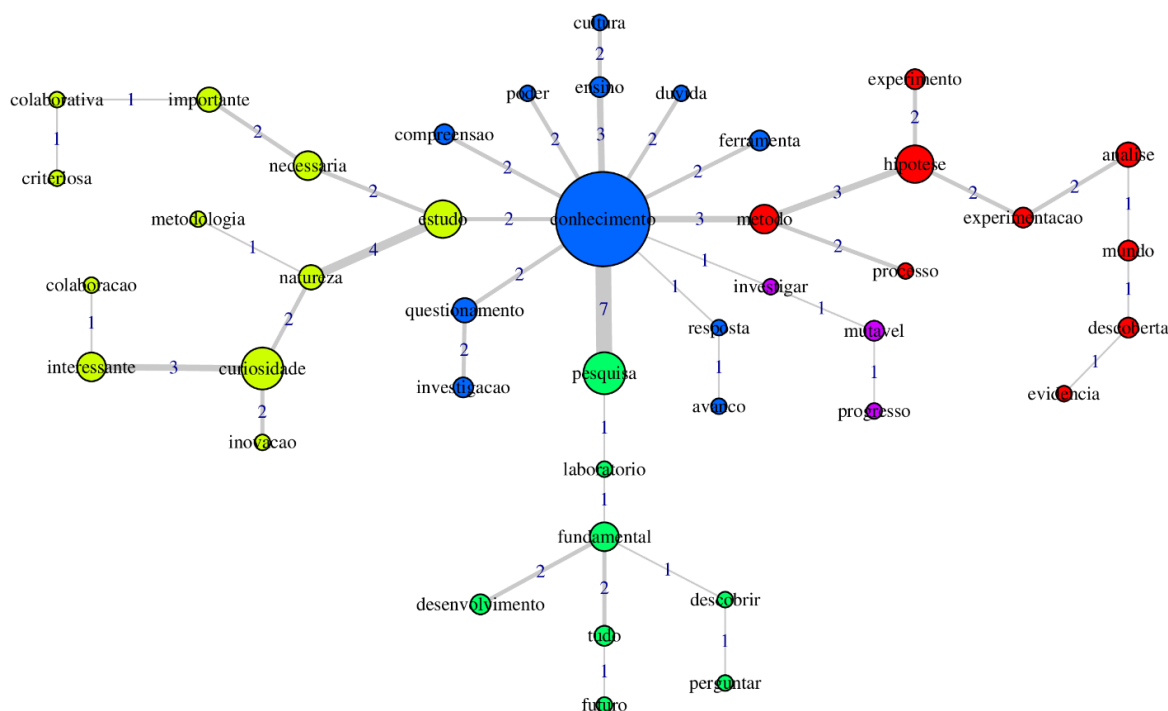 cultura
2
colaborativa
1
importante
poder
ensino
duvida
experimento
1
2
compreensao
2
3
2
ferramenta
2
analise
criteriosa
necessaria
2
2
hipotese
2
2
3
2
1
metodologia
estudo
2
conhecimento
3
metodo
experimentacao
1
4
2
mundo
colaboracao
natureza
2
1
investigar
processo
1
1
2
questionamento
7
1
resposta
1
mutavel
descoberta
interessante
3
curiosidade
2
pesquisa
1
1
1
2
investigacao
avanco
progresso
evidencia
inovacao
1
laboratorio
1
fundamental
2
2
1
desenvolvimento
descobrir
tudo
1
1
perguntar
futuro